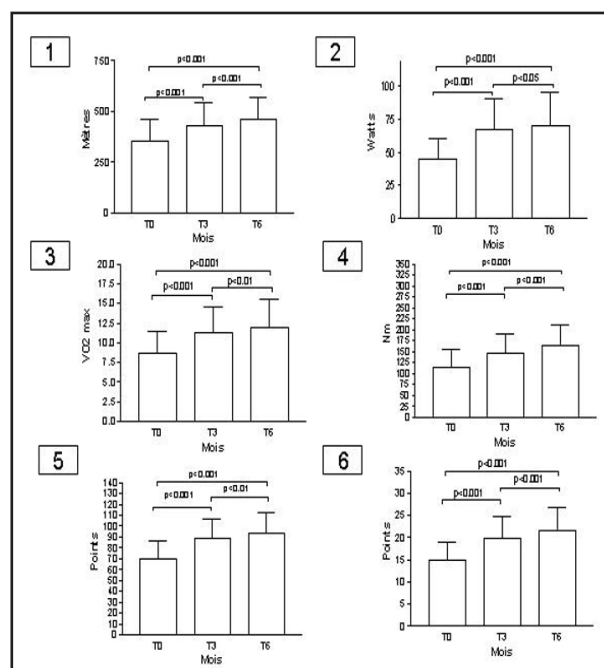 1
p<0.001
p<0.001
p<0.001
Mètres
750
500
250
0
T0 T3 T6
Mois
2
p<0.001
p<0.001
p<0.05
Watts
100
75
50
25
0
T0 T3 T6
Mois
3
p<0.001
p<0.001
p<0.01
VO2 max
20.0
17.5
15.0
12.5
10.0
7.5
5.0
2.5
0.0
T0 T3 T6
Mois
4
p<0.001
p<0.001
p<0.001
Nm
350
325
300
275
250
225
200
175
150
125
100
75
50
25
0
T0 T3 T6
Mois
5
p<0.001
p<0.001
p<0.01
Points
140
130
120
110
100
90
80
70
60
50
40
30
20
10
0
T0 T3 T6
Mois
6
p<0.001
p<0.001
p<0.001
Points
35
30
25
20
15
10
5
0
T0 T3 T6
Mois